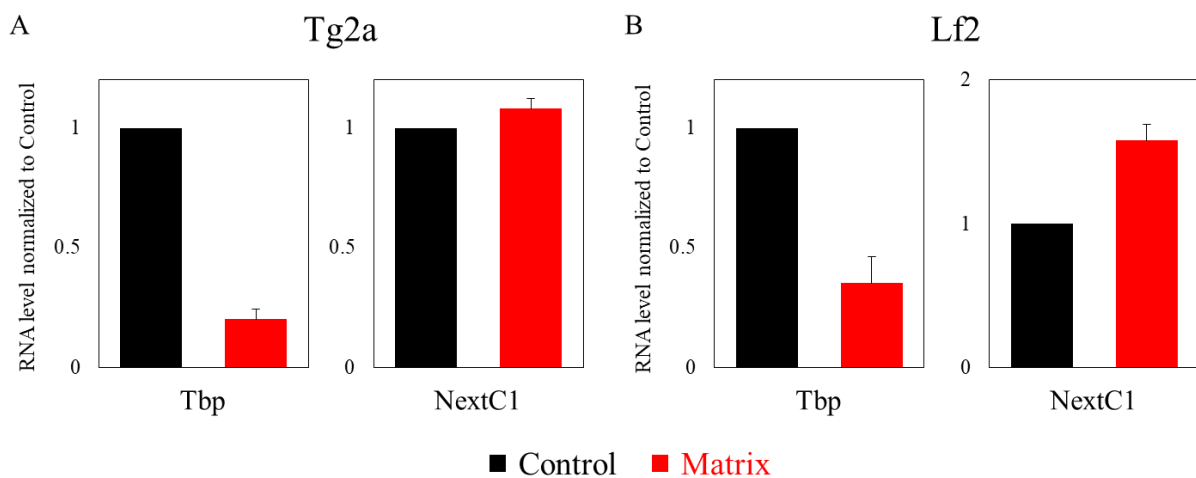 A
Tg2a
B
Lf2
RNA level normalized to Control
1
0.5
0
Tbp
1
0.5
0
NextC1
RNA level normalized to Control
1
0.5
0
Tbp
2
1
0
NextC1
Control
Matrix